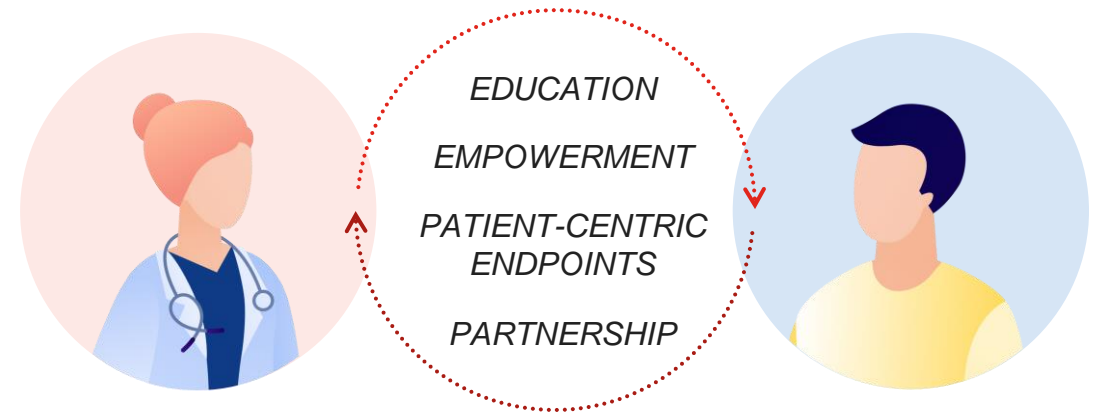 EDUCATION
EMPOWERMENT
PATIENT-CENTRIC
ENDPOINTS
PARTNERSHIP